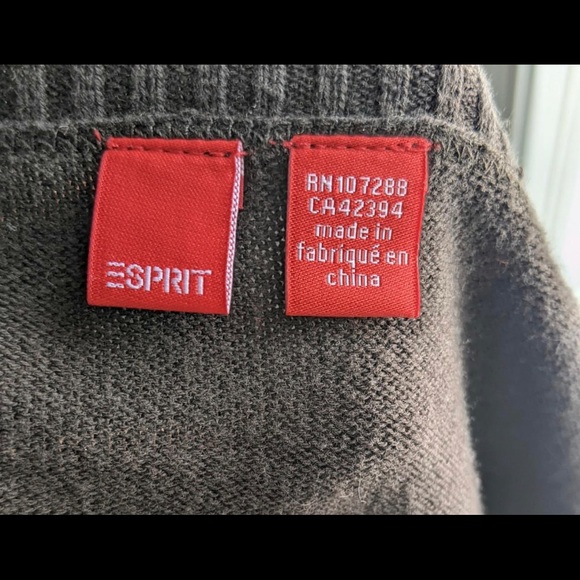 ESPRIT
RN107288
CA42394
made in
fabriqué en
china